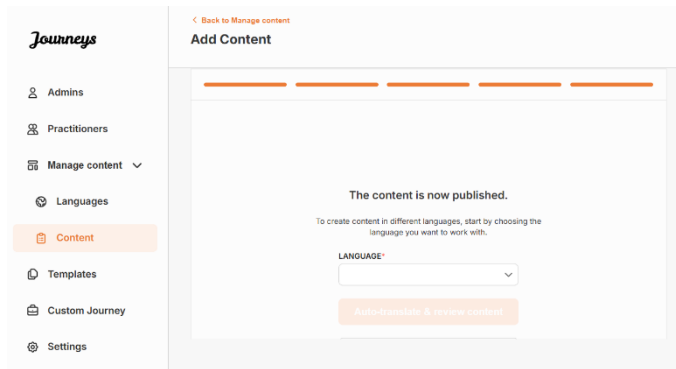 Journeys
Admins
Practitioners
Manage content
Languages
Content
Templates
Custom Journey
Settings
Back to Manage content
Add Content
The content is now published.
To create content in different languages, start by choosing the
language you want to work with.
LANGUAGE*
Auto-translate & review content